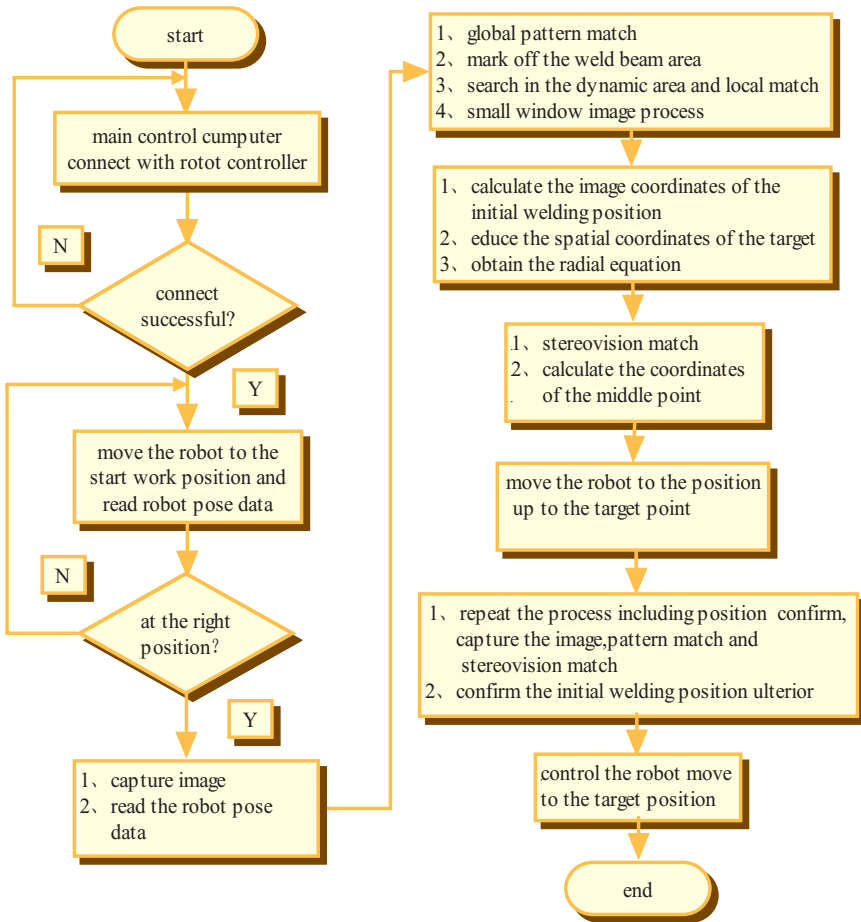 start
main control cumputer
connect with rotot controller
N
connect
successful?
Y
move the robot to the
start work position and
read robot pose data
N
at the right
position?
Y
1、capture image
2、read the robot pose
data
1、global pattern match
2、mark off the weld beam area
3、search in the dynamic area and local match
4、small window image process
1、calculate the image coordinates of the
initial welding position
2、educe the spatial coordinates of the target
3、obtain the radial equation
1、stereovision match
2、calculate the coordinates
. of the middle point
move the robot to the position
up to the target point
1、repeat the process including position confirm,
capture the image,pattern match and
stereovision match
2、confirm the initial welding position ulterior
control the robot move
to the target position
end